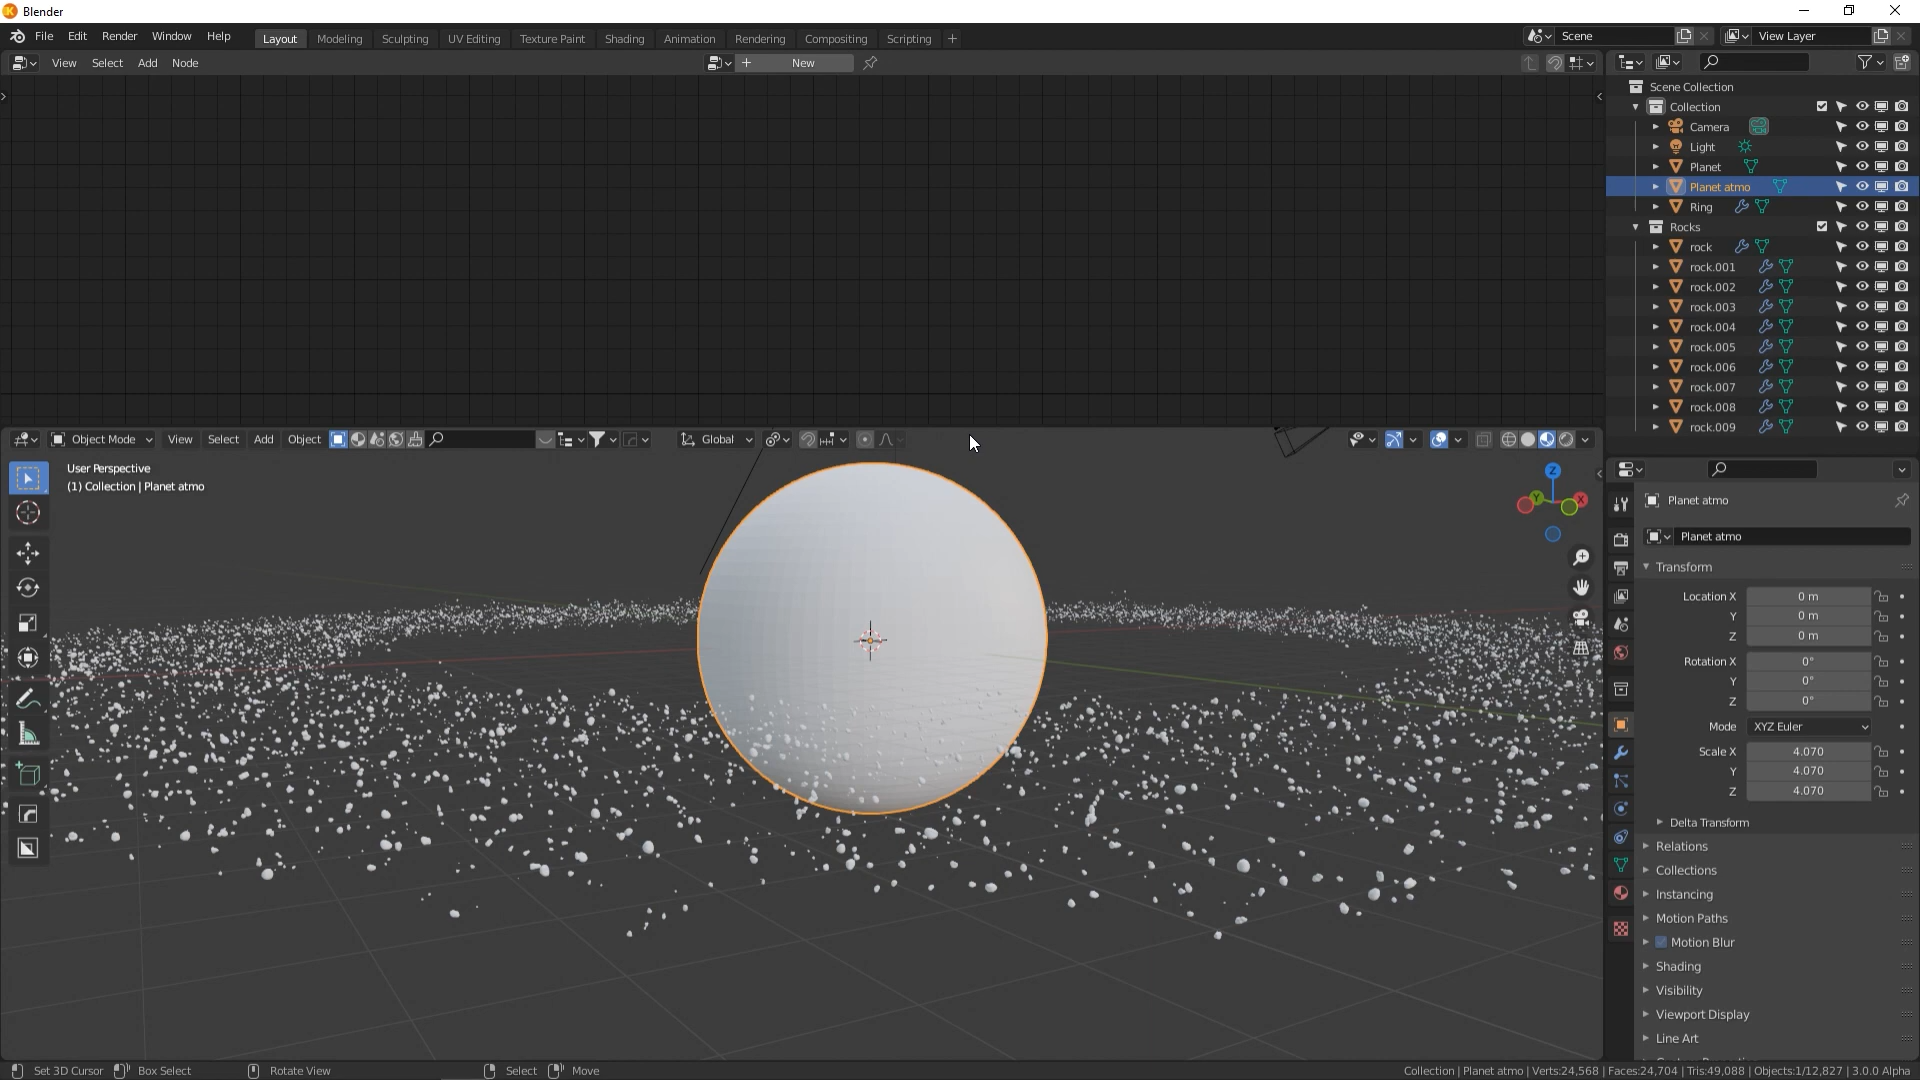 Blender
File Edit Render Window Help
Layout Modeling Sculpting UV Editing Texture Paint Shading Animation Rendering Compositing Scripting +
Scene
View Layer
View Select Add Node
New
Scene Collection
Collection
Camera
Light
Planet
Planet atmo
Ring
Rocks
rock
rock.001
rock.002
rock.003
rock.004
rock.005
rock.006
rock.007
rock.008
rock.009
Object Mode View Select Add Object
Global
User Perspective
(1) Collection | Planet atmo
Z
Y
X
Planet atmo
Planet atmo
Transform
Location X 0 m
Y 0 m
Z 0 m
Rotation X 0°
Y 0°
Z 0°
Mode XYZ Euler
Scale X 4.070
Y 4.070
Z 4.070
Delta Transform
Relations
Collections
Instancing
Motion Paths
Motion Blur
Shading
Visibility
Viewport Display
Line Art
Set 3D Cursor Box Select Rotate View Select Move
Collection | Planet atmo | Verts:24,568 | Faces:24,704 | Tris:49,088 | Objects:1/12,827 | 3.0.0 Alpha